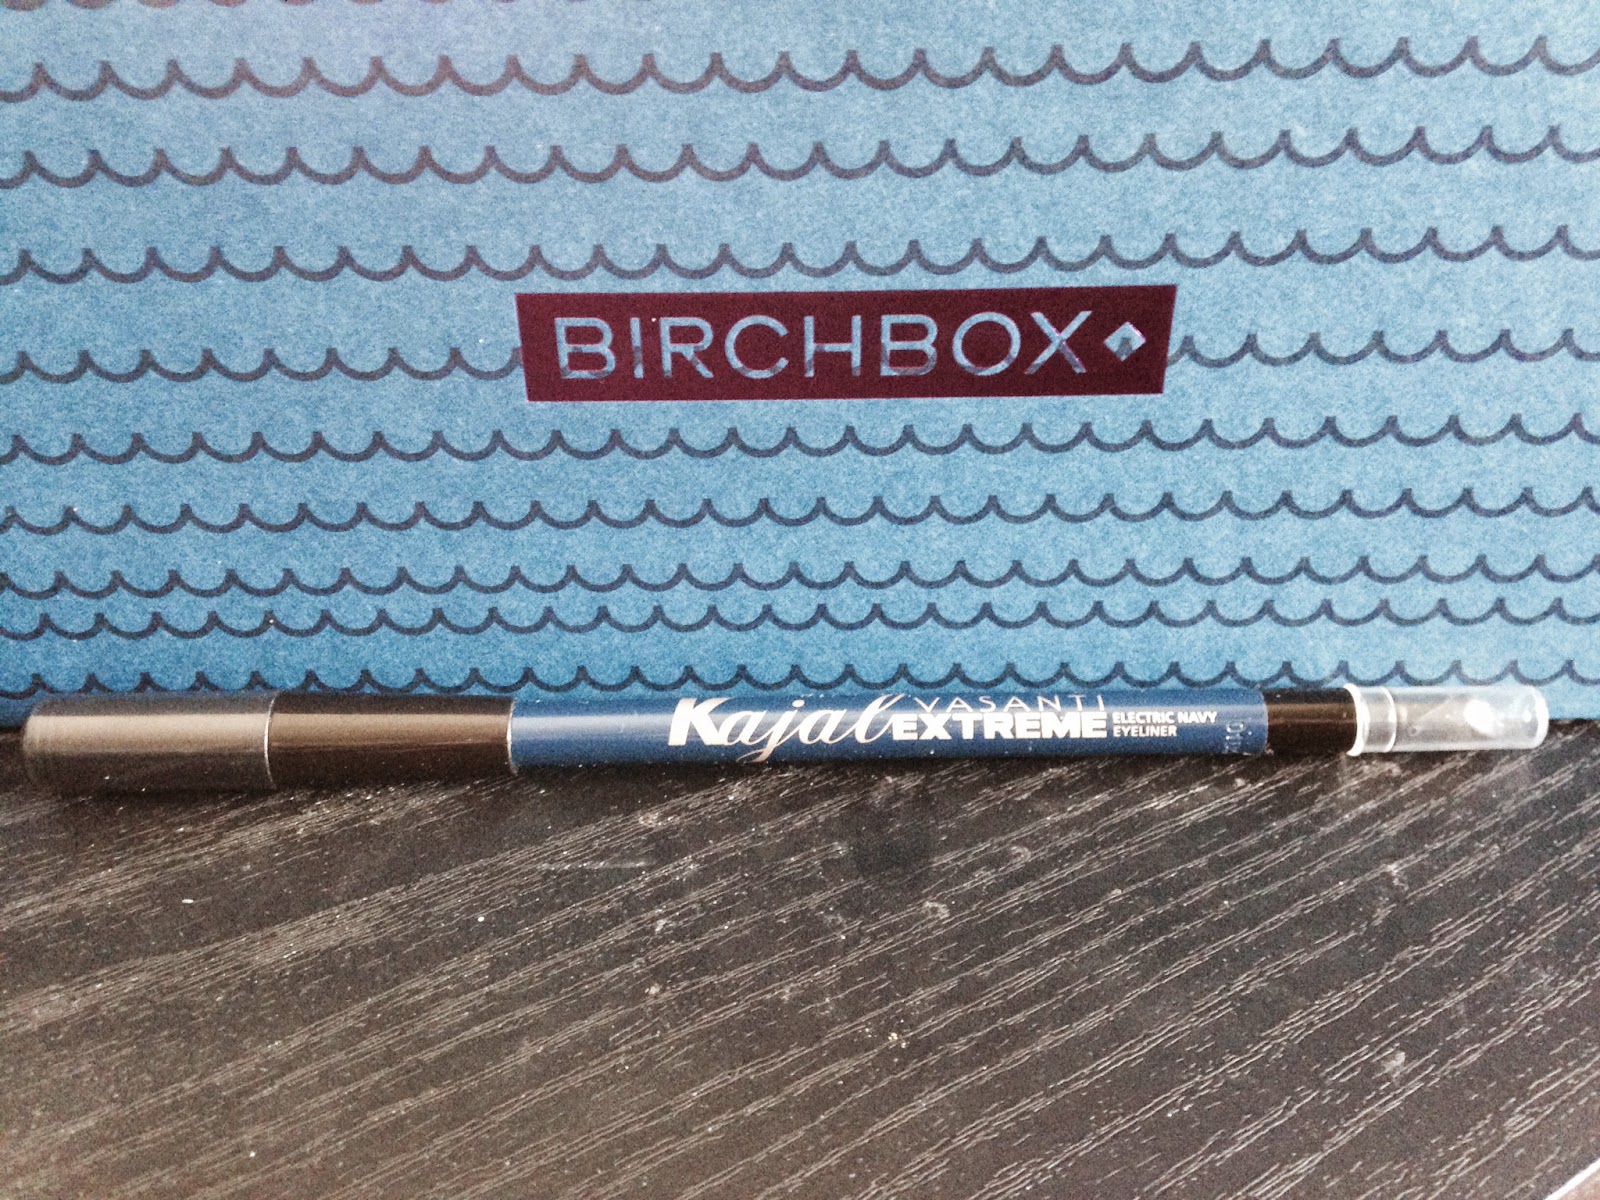 BIRCHBOX
Kajal VASANTI EXTREME ELECTRIC NAVY
EYELINER